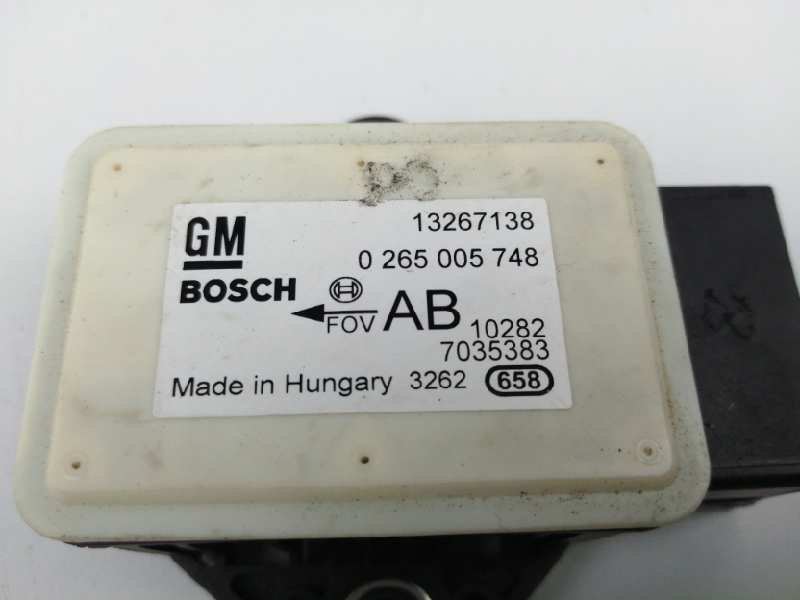 GM
13267138
0 265 005 748
BOSCH
FOV AB 10282
7035383
Made in Hungary 3262 658